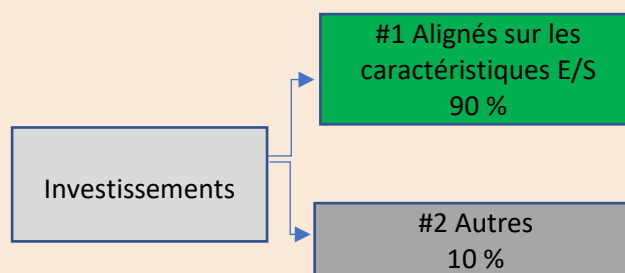 #1 Alignés sur les
caractéristiques E/S
90 %
Investissements
#2 Autres
10 %